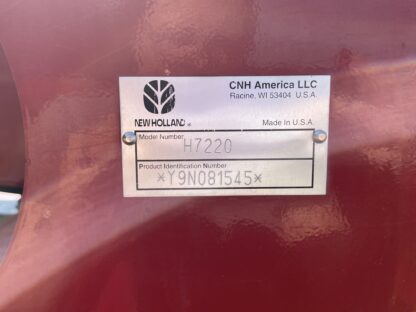 CNH America LLC
Racine, WI 53404 U.S.A.
NEW HOLLAND
Made in U.S.A.
Model Number
H7220
Product Identification Number
*Y9N081545*